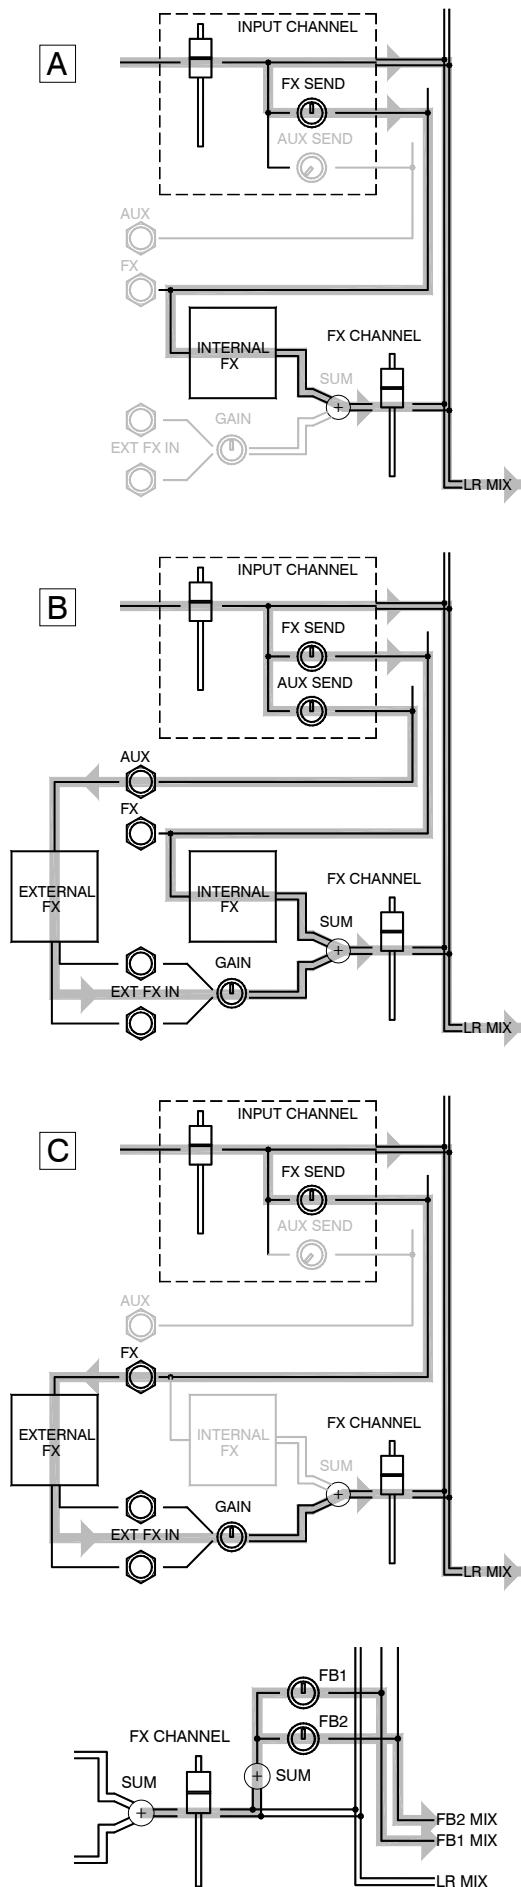 INPUT CHANNEL
A
FX SEND
AUX SEND
AUX
FX
FX CHANNEL
INTERNAL
FX
SUM
GAIN
EXT FX IN
LR MIX
INPUT CHANNEL
B
FX SEND
AUX SEND
AUX
FX
FX CHANNEL
EXTERNAL
FX
INTERNAL
FX
SUM
GAIN
EXT FX IN
LR MIX
INPUT CHANNEL
C
FX SEND
AUX SEND
AUX
FX
FX CHANNEL
EXTERNAL
FX
INTERNAL
FX
SUM
GAIN
EXT FX IN
LR MIX
FB1
FB2
FX CHANNEL
SUM
SUM
FB2 MIX
FB1 MIX
LR MIX